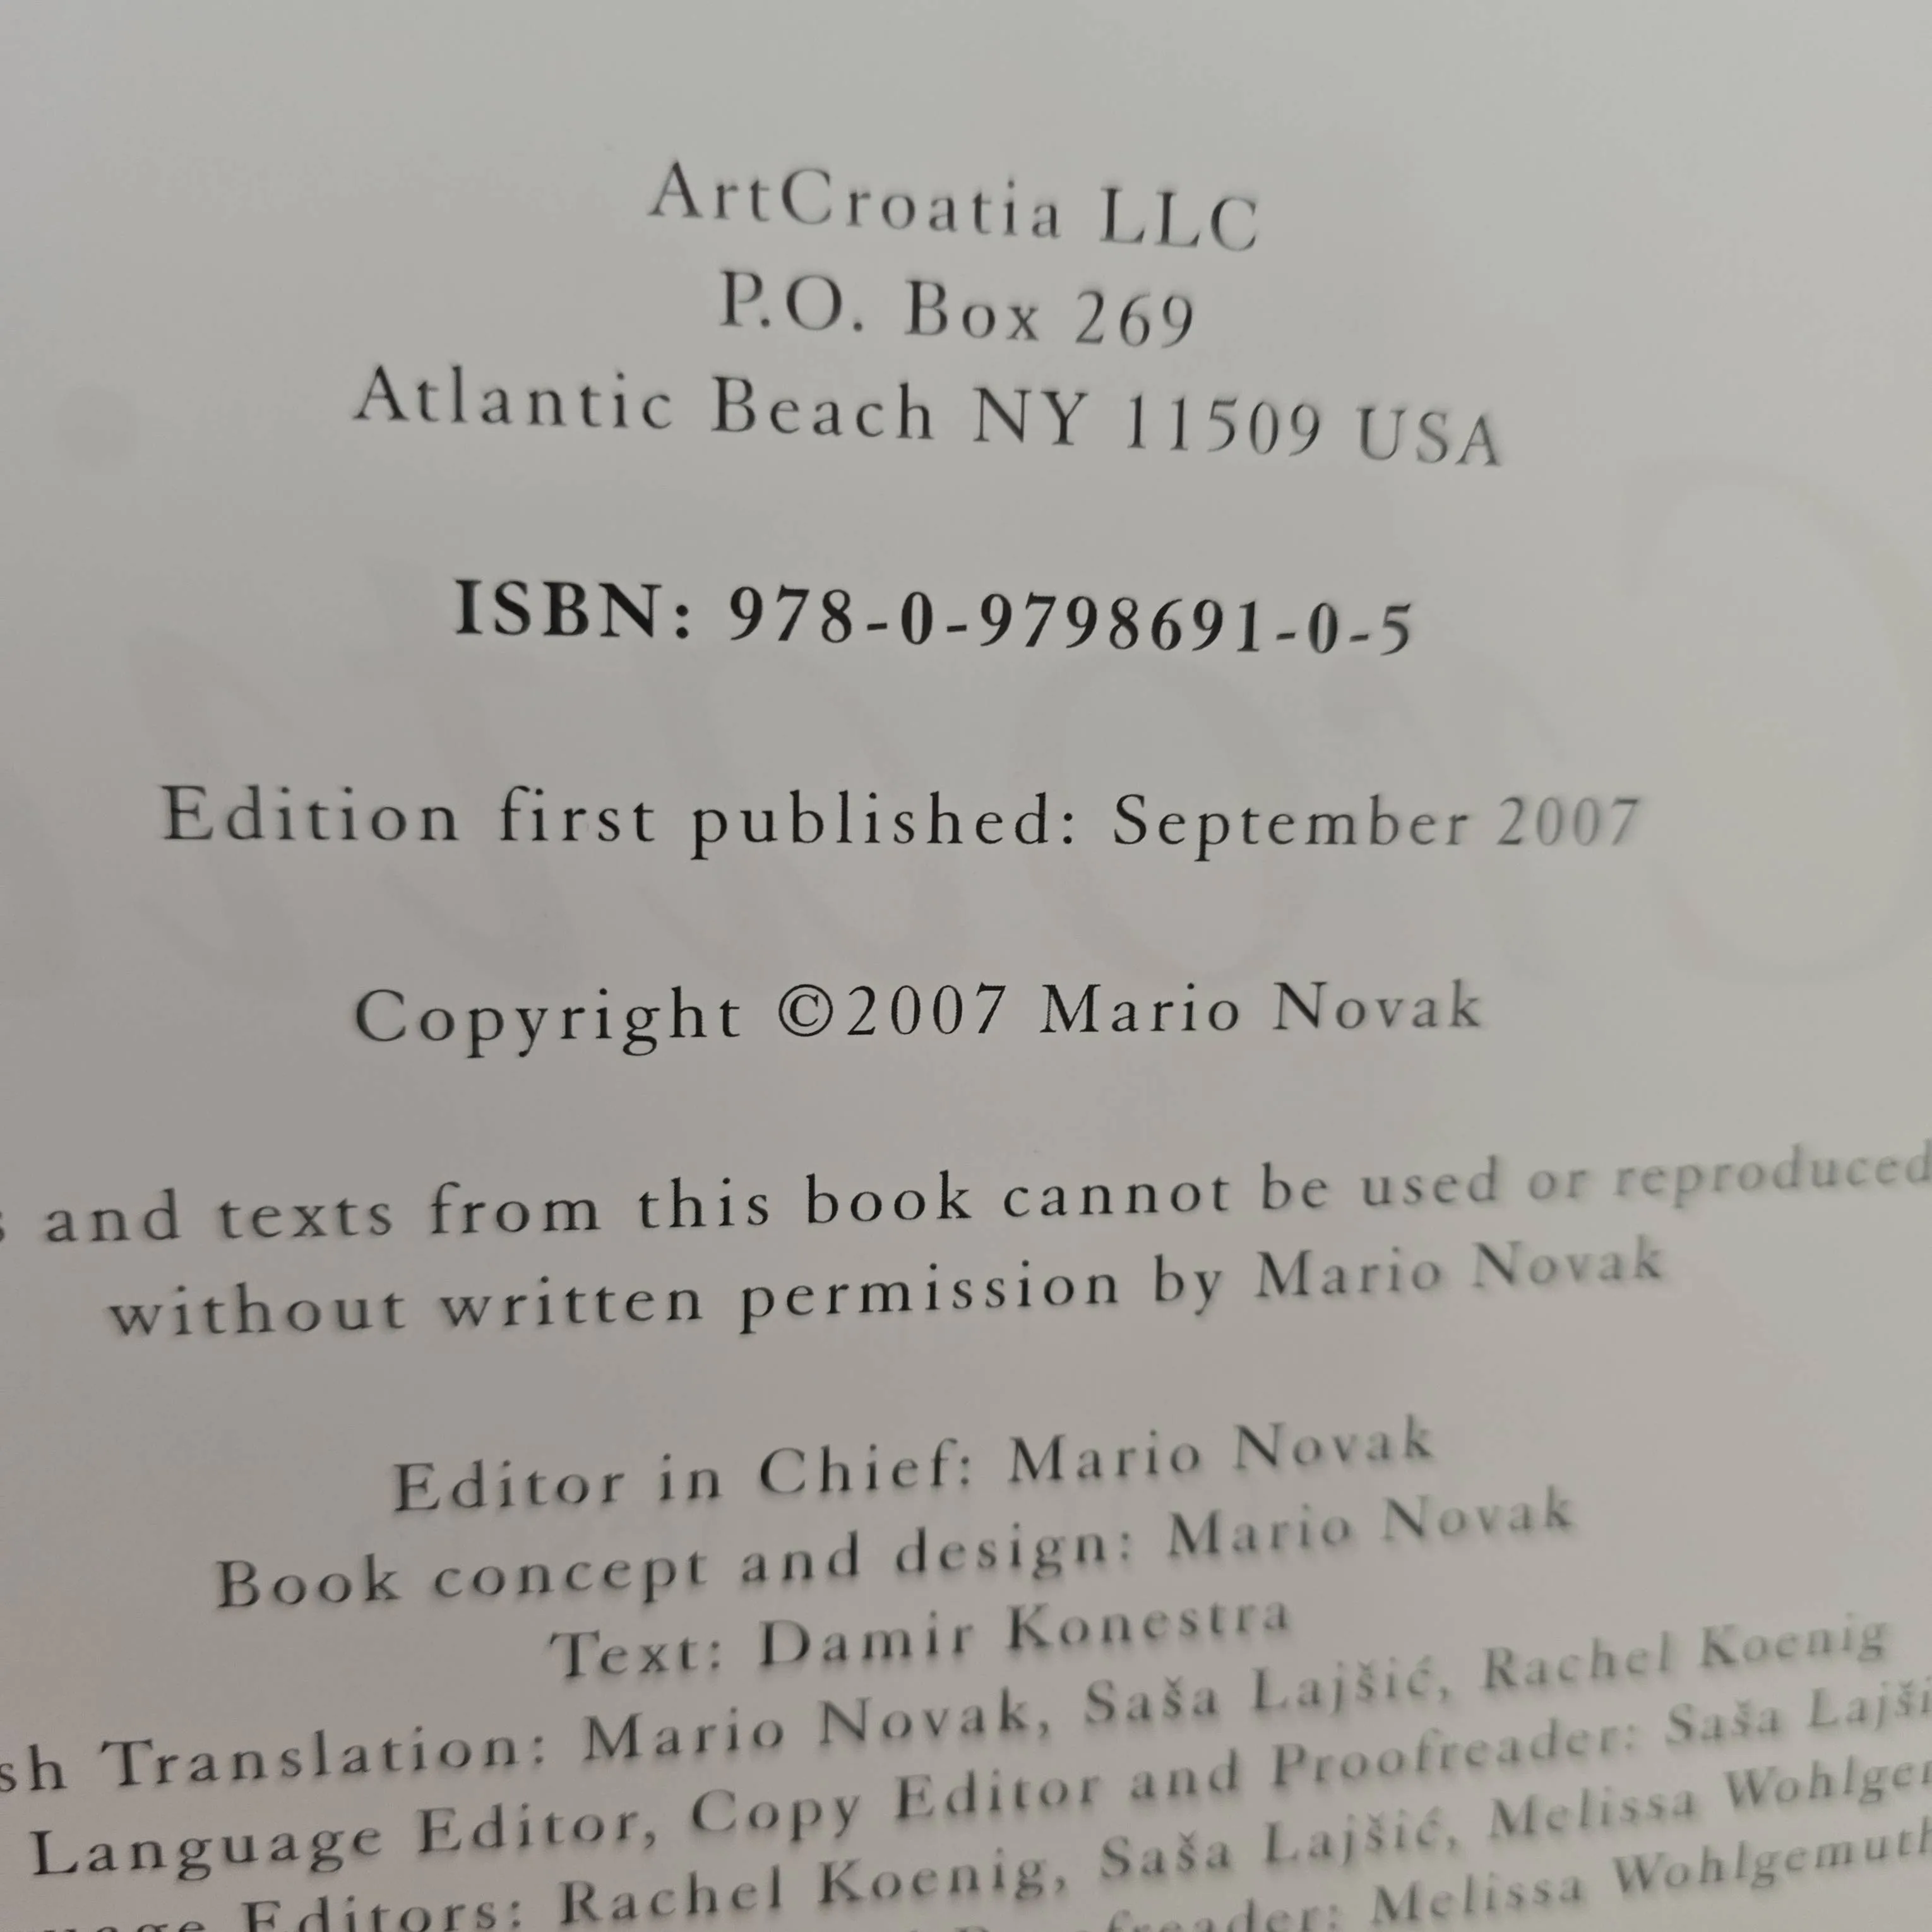 ArtCroatia LLC
P.O. Box 269
Atlantic Beach NY 11509 USA
ISBN: 978-0-9798691-0-5
Edition first published: September 2007
Copyright ©2007 Mario Novak
and texts from this book cannot be used or reproduced
without written permission by Mario Novak
Editor in Chief: Mario Novak
Book concept and design: Mario Novak
Text: Damir Konestra
Translation: Mario Novak, Saša Lajšić, Rachel Koenig
Language Editor, Copy Editor and Proofreader: Saša
Editors: Rachel Koenig, Saša Lajšić, Melissa
Melissa Wohlgemuth